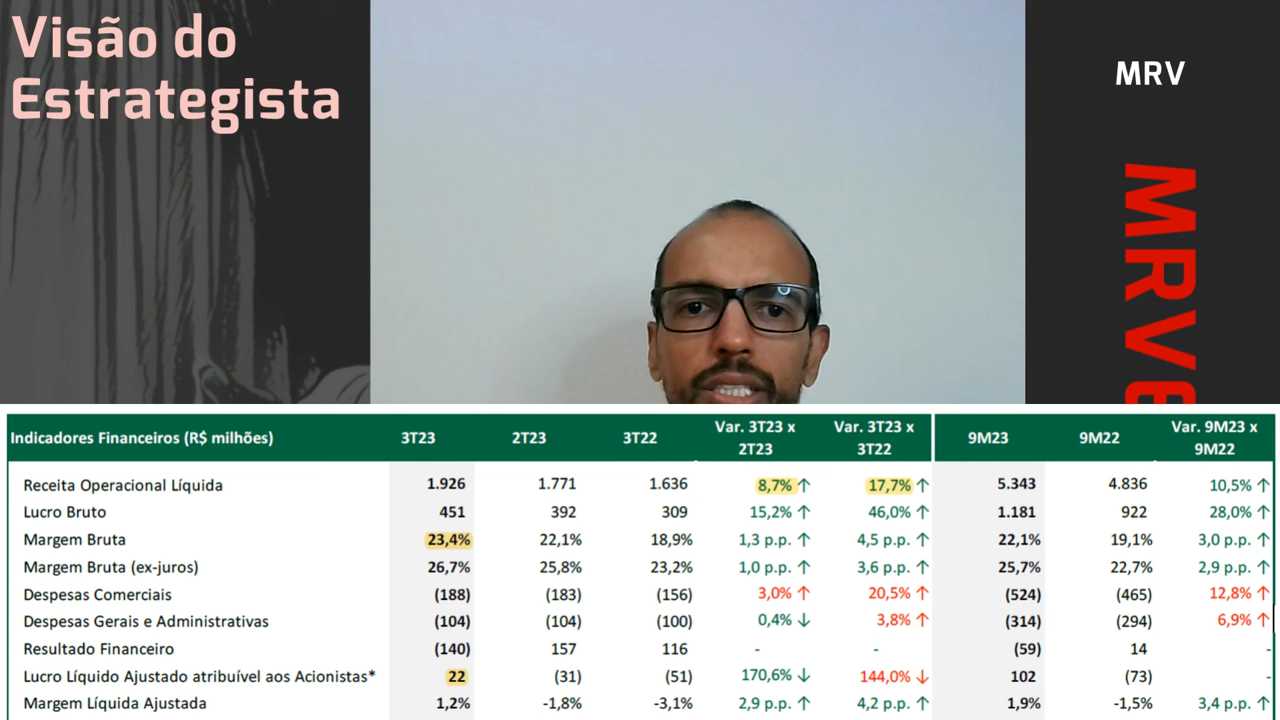 Visão do
Estrategista
MRV
MRVE
Indicadores Financeiros (R$ milhões) 3T23 2T23 3T22 Var. 3T23 x 2T23 Var. 3T23 x 3T22 9M23 9M22 Var. 9M23 x 9M22
Receita Operacional Líquida 1.926 1.771 1.636 8,7% ↑ 17,7% ↑ 5.343 4.836 10,5% ↑
Lucro Bruto 451 392 309 15,2% ↑ 46,0% ↑ 1.181 922 28,0% ↑
Margem Bruta 23,4% 22,1% 18,9% 1,3 p.p. ↑ 4,5 p.p. ↑ 22,1% 19,1% 3,0 p.p. ↑
Margem Bruta (ex-juros) 26,7% 25,8% 23,2% 1,0 p.p. ↑ 3,6 p.p. ↑ 25,7% 22,7% 2,9 p.p. ↑
Despesas Comerciais (188) (183) (156) 3,0% ↑ 20,5% ↑ (524) (465) 12,8% ↑
Despesas Gerais e Administrativas (104) (104) (100) 0,4% ↓ 3,8% ↑ (314) (294) 6,9% ↑
Resultado Financeiro (140) 157 116 - - (59) 14 -
Lucro Líquido Ajustado atribuível aos Acionistas* 22 (31) (51) 170,6% ↓ 144,0% ↓ 102 (73) -
Margem Líquida Ajustada 1,2% -1,8% -3,1% 2,9 p.p. ↑ 4,2 p.p. ↑ 1,9% -1,5% 3,4 p.p. ↑